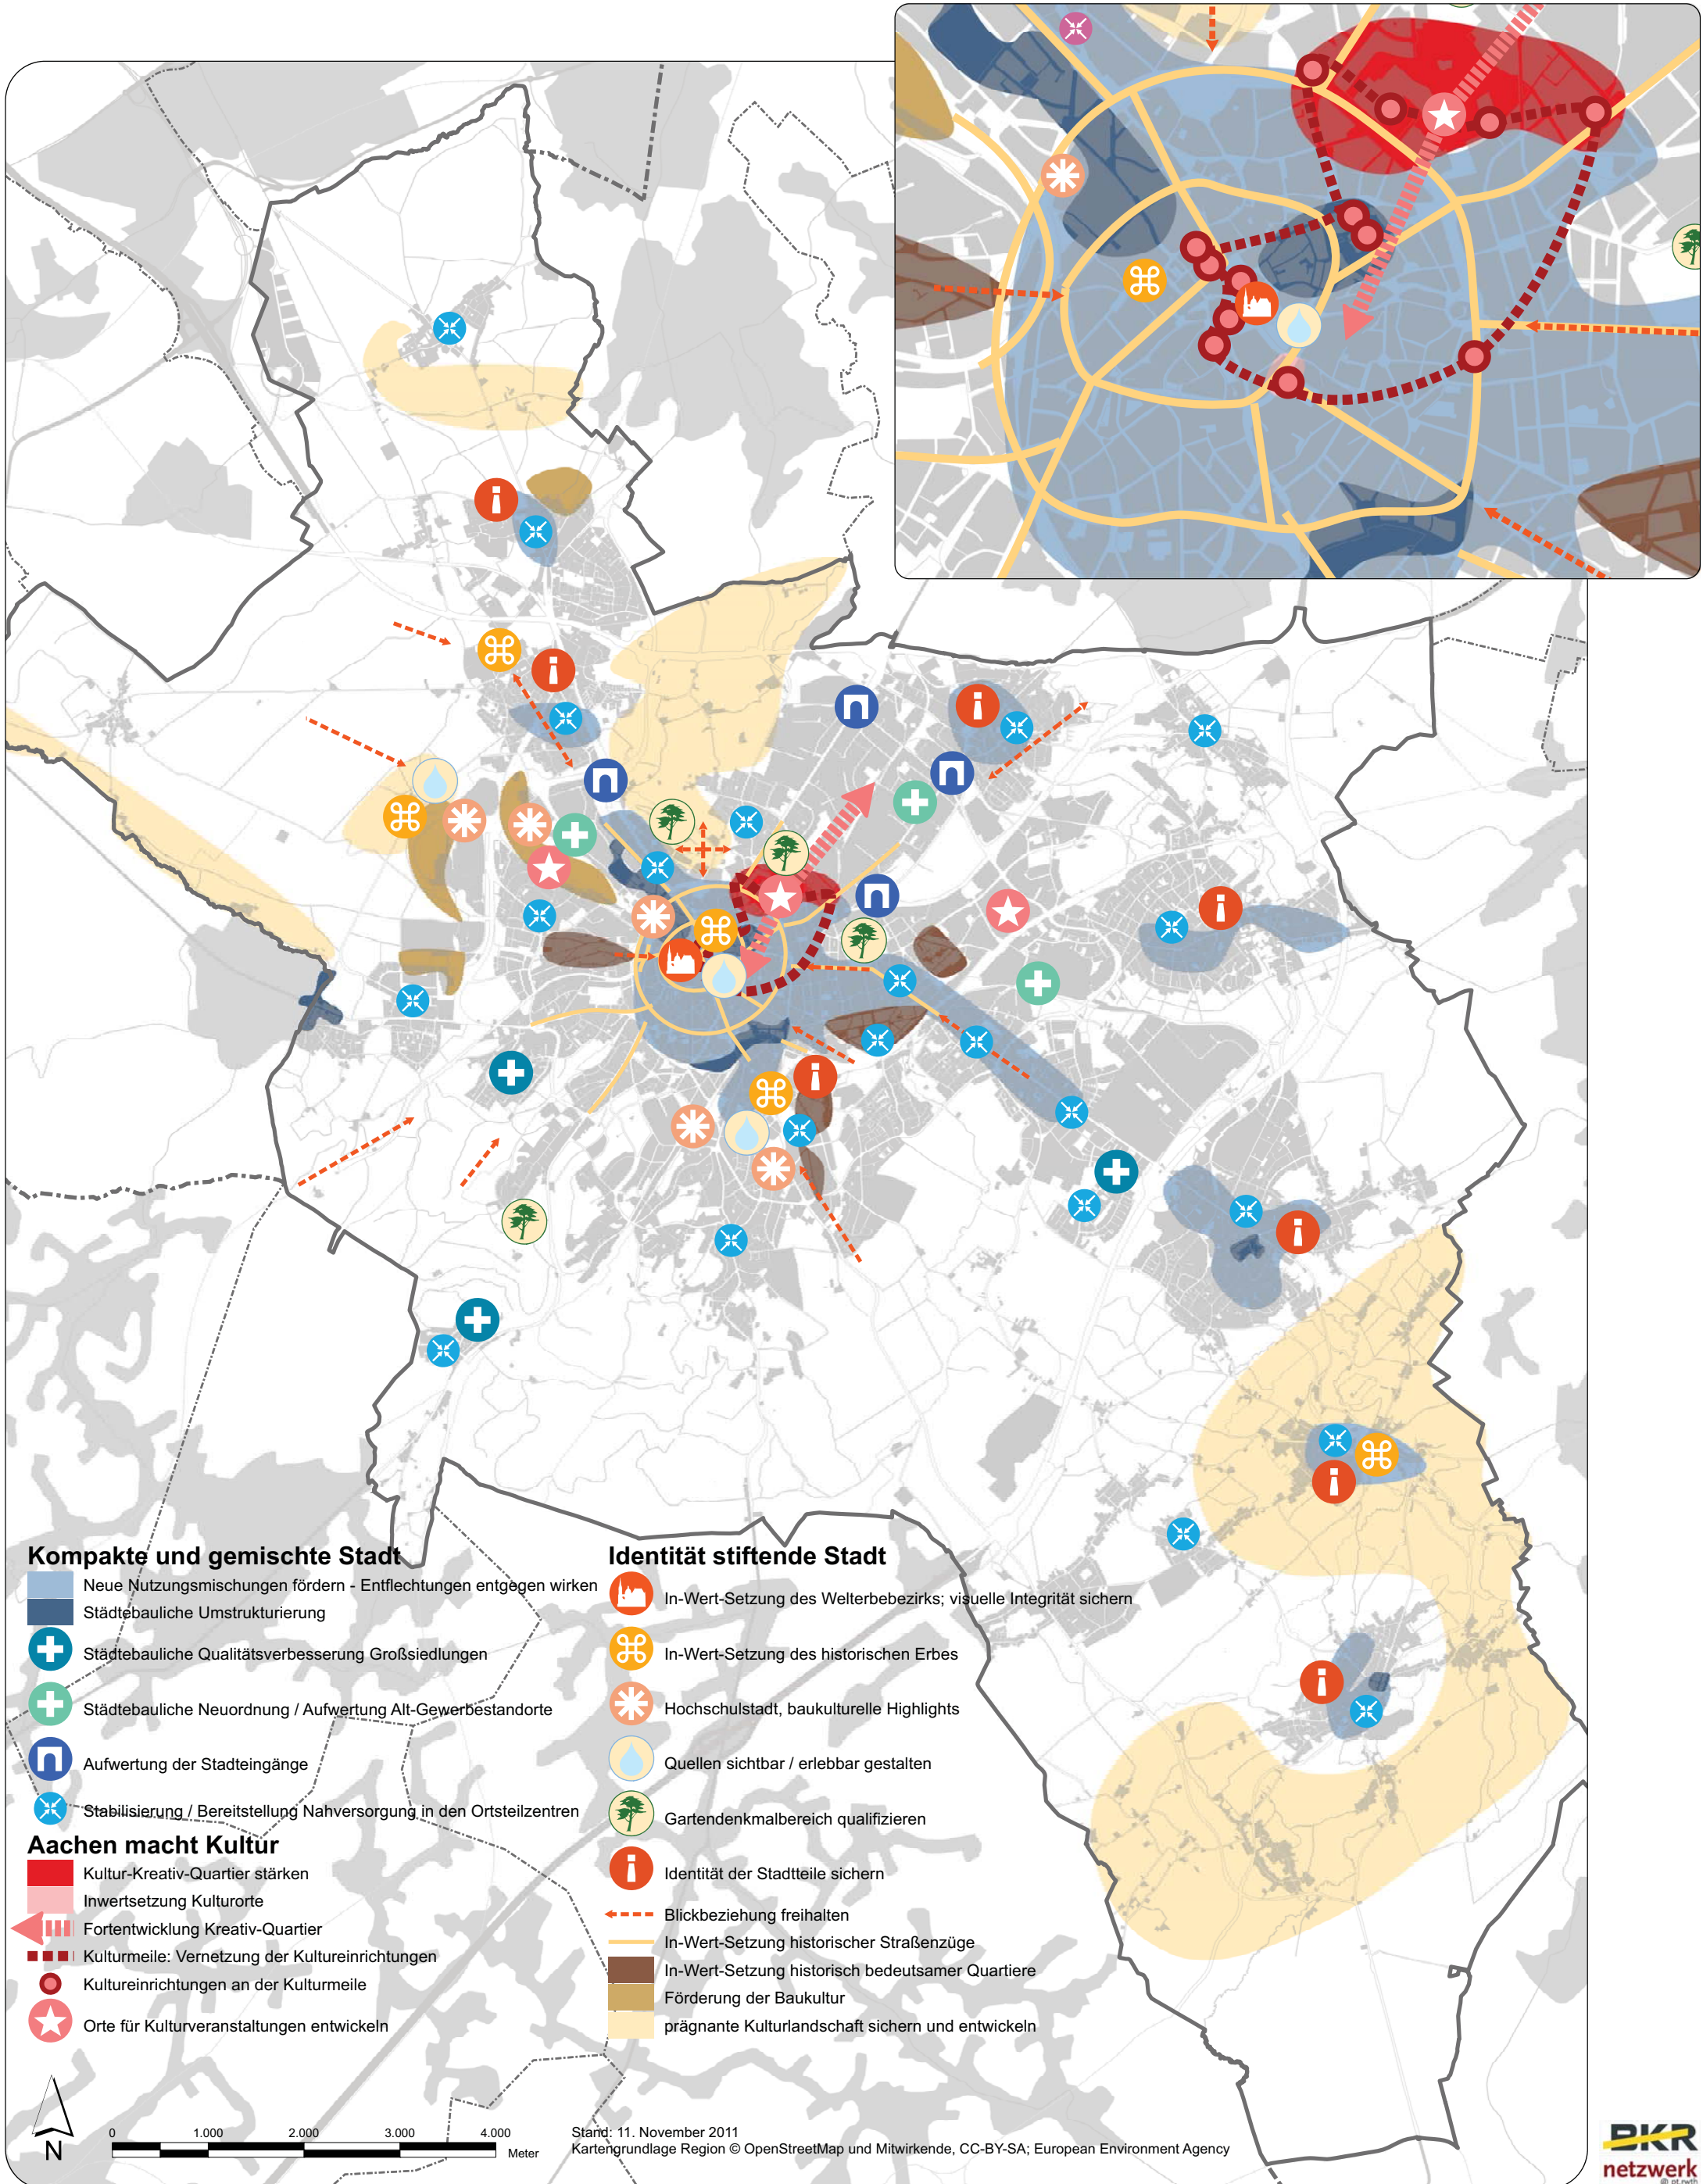 Kompakte und gemischte Stadt
Neue Nutzungsmischungen fördern - Entflechtungen entgegen wirken
Städtebauliche Umstrukturierung
Städtebauliche Qualitätsverbesserung Großsiedlungen
Städtebauliche Neuordnung / Aufwertung Alt-Gewerbestandorte
Aufwertung der Stadteingänge
Stabilisierung / Bereitstellung Nahversorgung in den Ortsteilzentren
Aachen macht Kultur
Kultur-Kreativ-Quartier stärken
Inwertsetzung Kulturorte
Fortentwicklung Kreativ-Quartier
Kulturmeile: Vernetzung der Kultureinrichtungen
Kultureinrichtungen an der Kulturmeile
Orte für Kulturveranstaltungen entwickeln
Identität stiftende Stadt
In-Wert-Setzung des Welterbebezirks; visuelle Integrität sichern
In-Wert-Setzung des historischen Erbes
Hochschulstadt, baukulturelle Highlights
Quellen sichtbar / erlebbar gestalten
Gartendenkmalbereich qualifizieren
Identität der Stadtteile sichern
Blickbeziehung freihalten
In-Wert-Setzung historischer Straßenzüge
In-Wert-Setzung historisch bedeutsamer Quartiere
Förderung der Baukultur
prägnante Kulturlandschaft sichern und entwickeln
N
0 1.000 2.000 3.000 4.000
Meter
Stand: 11. November 2011
Kartengrundlage Region © OpenStreetMap und Mitwirkende, CC-BY-SA; European Environment Agency
BKR
netzwerk
@ pt.rwth